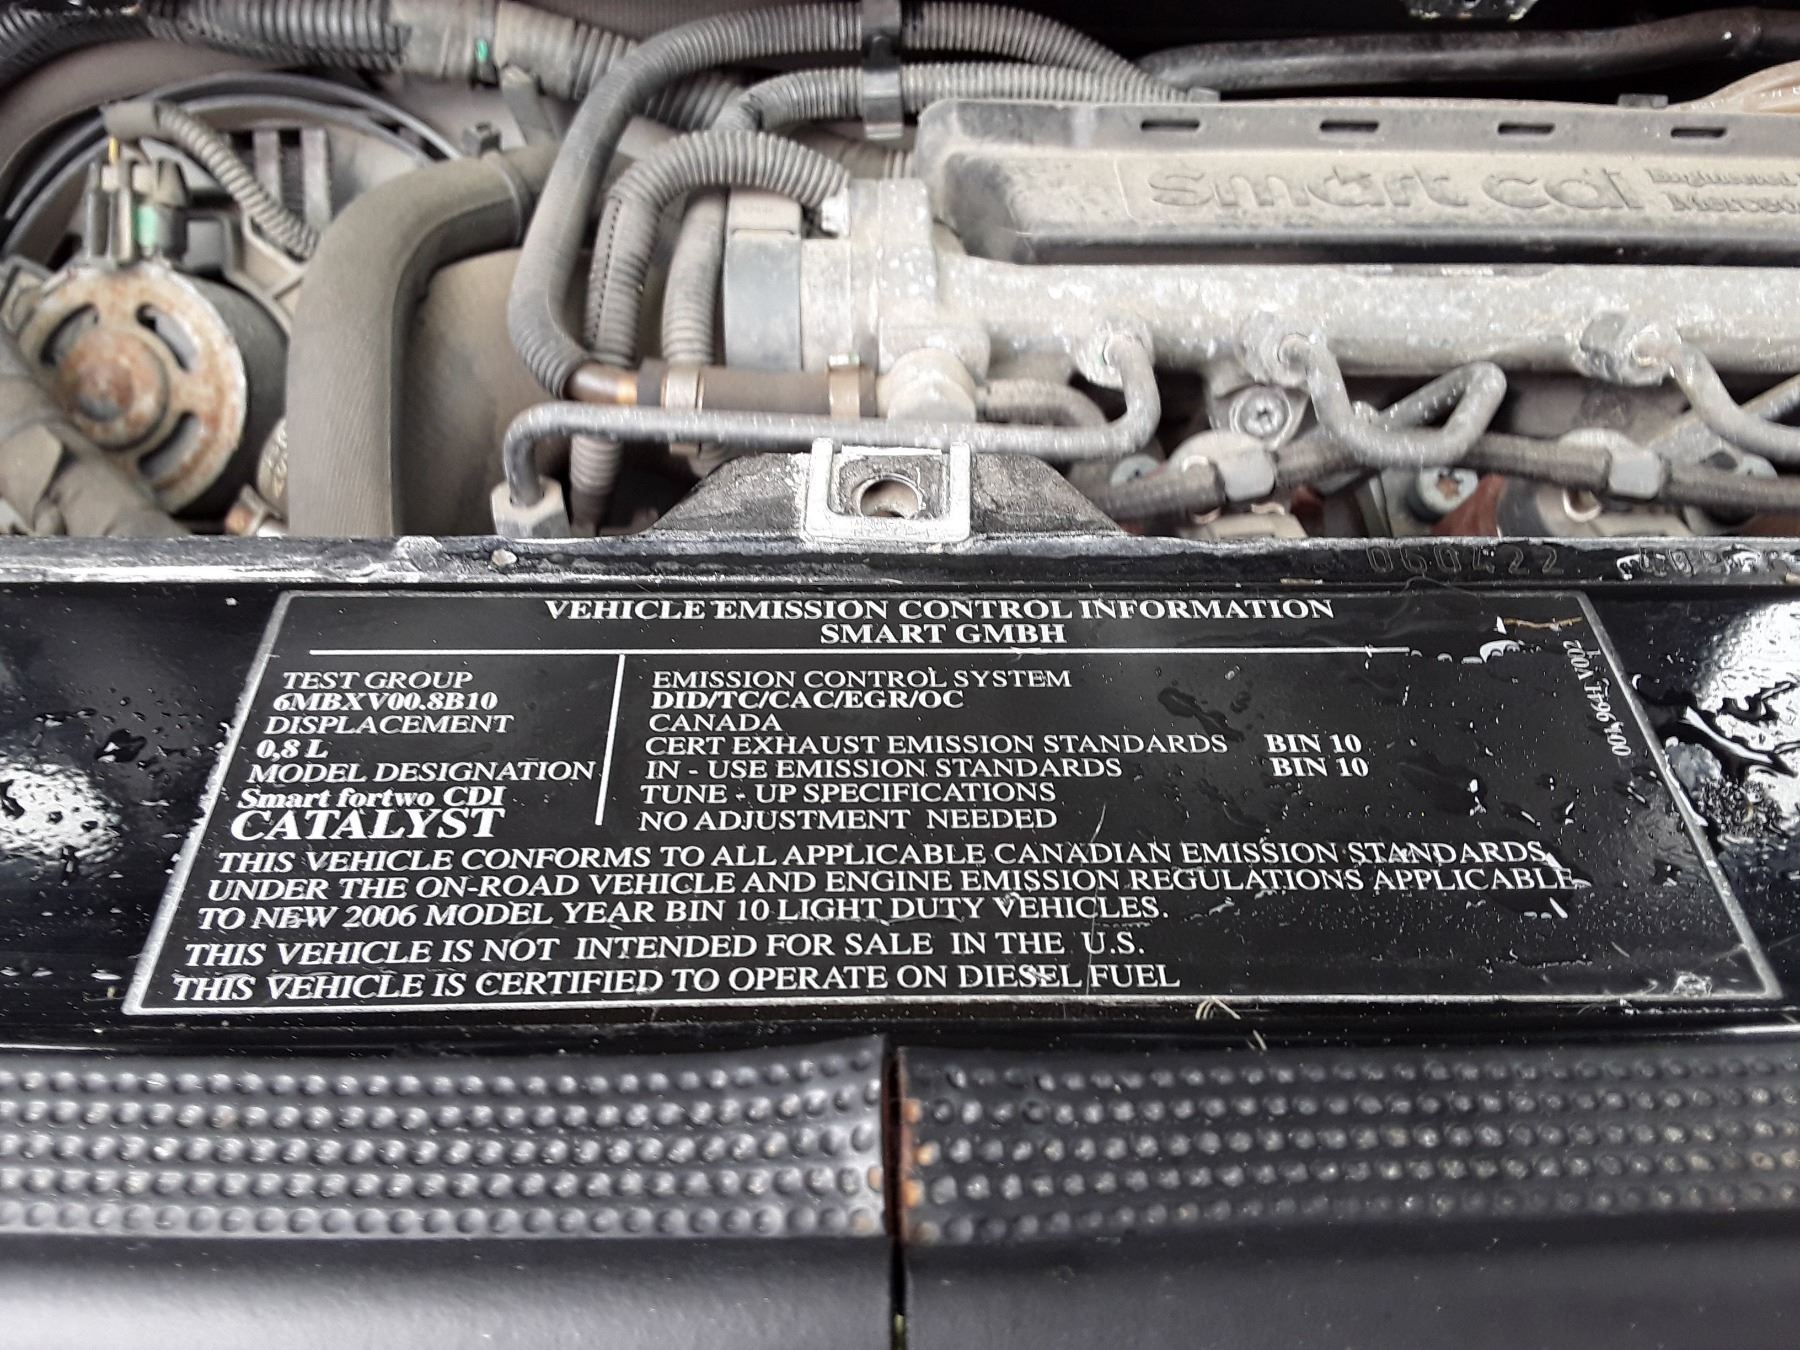 smart cdi
Engineered
Merced
060422
VEHICLE EMISSION CONTROL INFORMATION
SMART GMBH
TEST GROUP
6MBXV00.8B10
DISPLACEMENT
0,8 L
MODEL DESIGNATION
Smart fortwo CDI
CATALYST
EMISSION CONTROL SYSTEM
DID/TC/CAC/EGR/OC
CANADA
CERT EXHAUST EMISSION STANDARDS BIN 10
IN - USE EMISSION STANDARDS BIN 10
TUNE - UP SPECIFICATIONS
NO ADJUSTMENT NEEDED
THIS VEHICLE CONFORMS TO ALL APPLICABLE CANADIAN EMISSION STANDARDS
UNDER THE ON-ROAD VEHICLE AND ENGINE EMISSION REGULATIONS APPLICABLE
TO NEW 2006 MODEL YEAR BIN 10 LIGHT DUTY VEHICLES.
THIS VEHICLE IS NOT INTENDED FOR SALE IN THE U.S.
THIS VEHICLE IS CERTIFIED TO OPERATE ON DIESEL FUEL